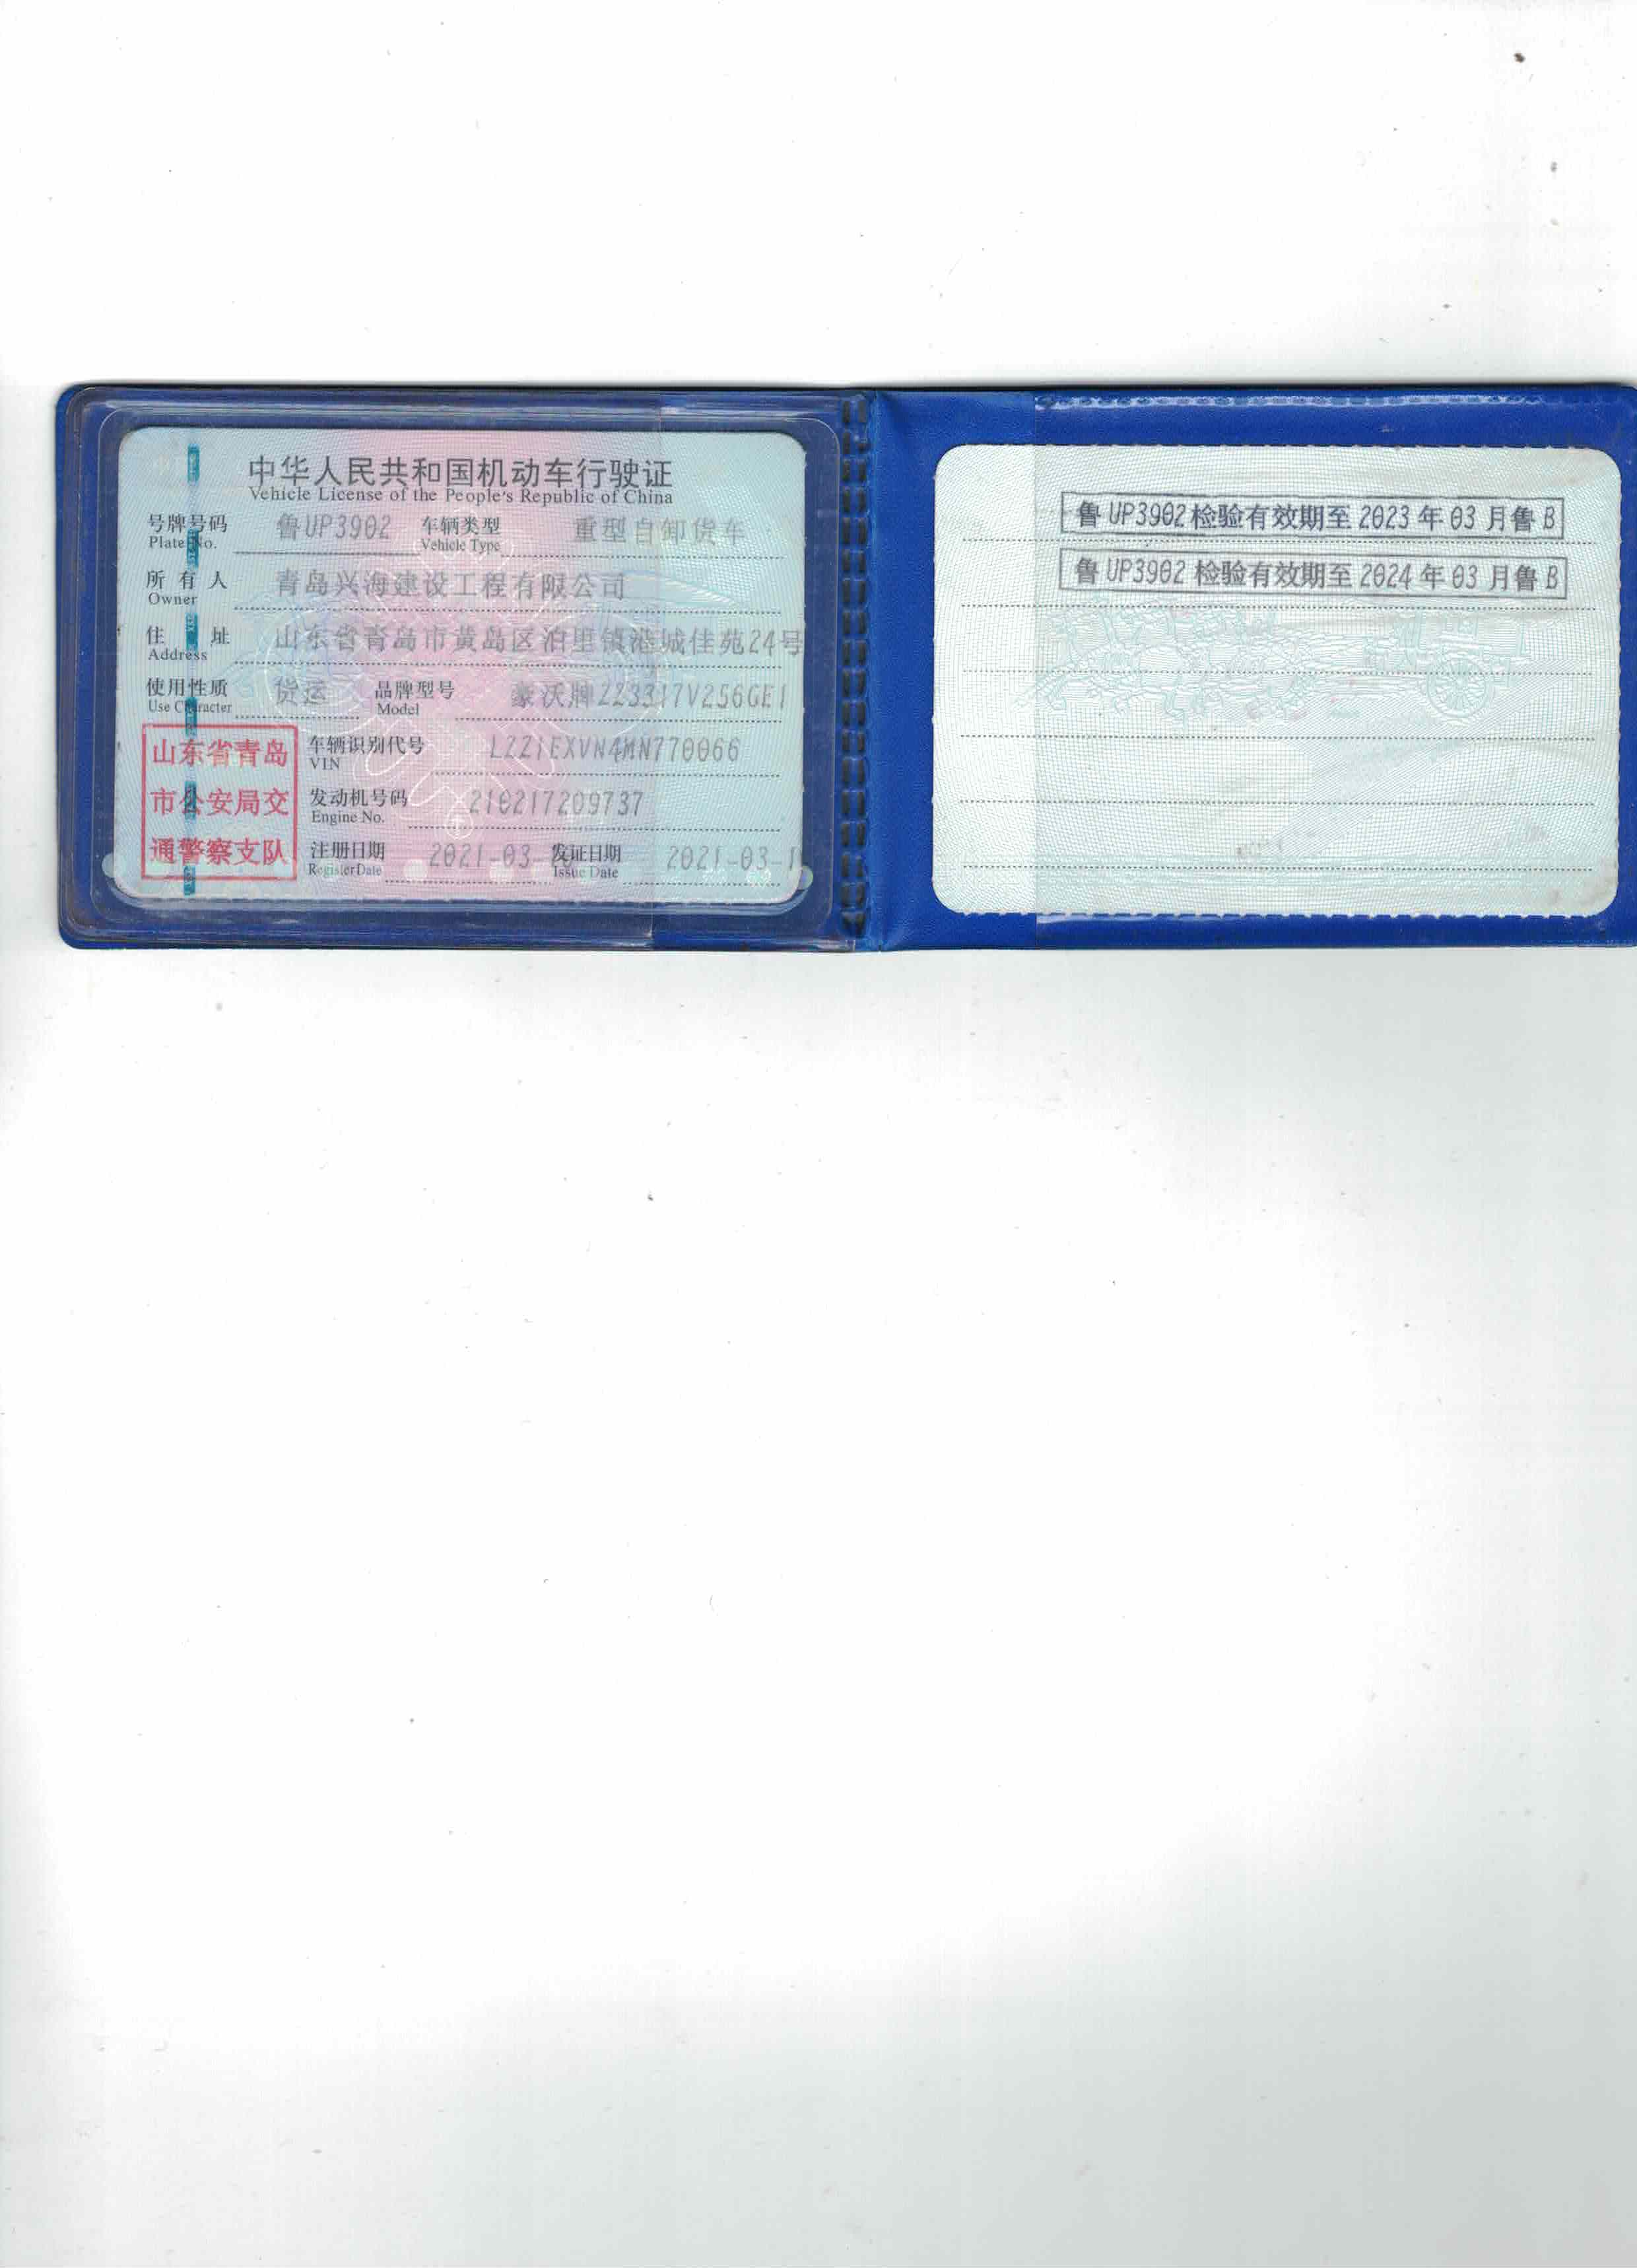 中华人民共和国机动车行驶证
Vehicle License of the People's Republic of China
号牌号码 鲁UP3902 车辆类型 重型自卸货车
Plate No. Vehicle Type
所有人 青岛兴海建设工程有限公司
Owner
住址 山东省青岛市黄岛区泊里镇港城佳苑24号
Address
使用性质 货运 品牌型号 豪沃牌ZZ3317V256GE1
Use Character Model
山东省青岛
市公安局交
通警察支队
车辆识别代号 LZZ1EXVN4MN770066
VIN
发动机号码 210217209737
Engine No.
注册日期 2021-03- 发证日期 2021-03-1
Register Date Issue Date
鲁UP3902检验有效期至2023年03月鲁B
鲁UP3902检验有效期至2024年03月鲁B